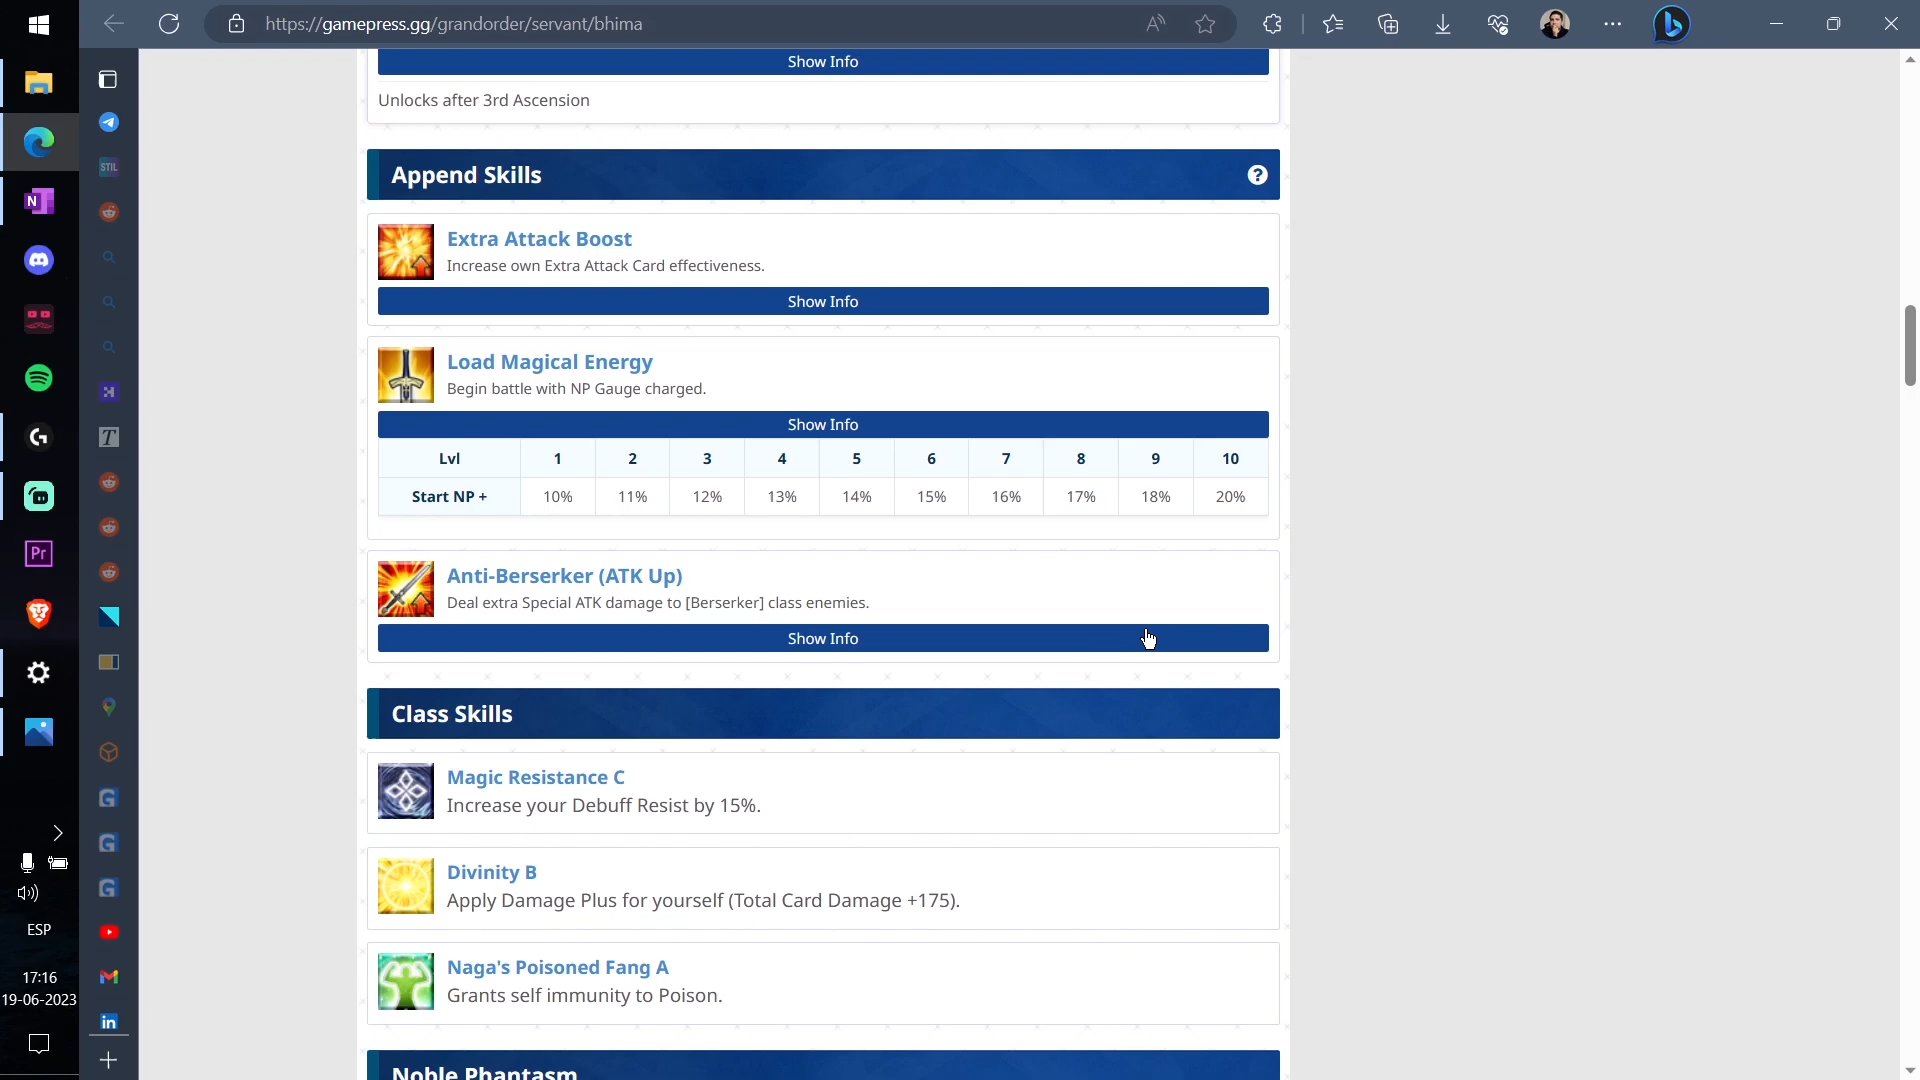 https://gamepress.gg/grandorder/servant/bhima
Show Info
Unlocks after 3rd Ascension
Append Skills
Extra Attack Boost
Increase own Extra Attack Card effectiveness.
Show Info
Load Magical Energy
Begin battle with NP Gauge charged.
Show Info
Lvl 1 2 3 4 5 6 7 8 9 10
Start NP + 10% 11% 12% 13% 14% 15% 16% 17% 18% 20%
Anti-Berserker (ATK Up)
Deal extra Special ATK damage to [Berserker] class enemies.
Show Info
Class Skills
Magic Resistance C
Increase your Debuff Resist by 15%.
Divinity B
Apply Damage Plus for yourself (Total Card Damage +175).
Naga's Poisoned Fang A
Grants self immunity to Poison.
Noble Phantasm
STIL
N
Pr
ESP
17:16
19-06-2023